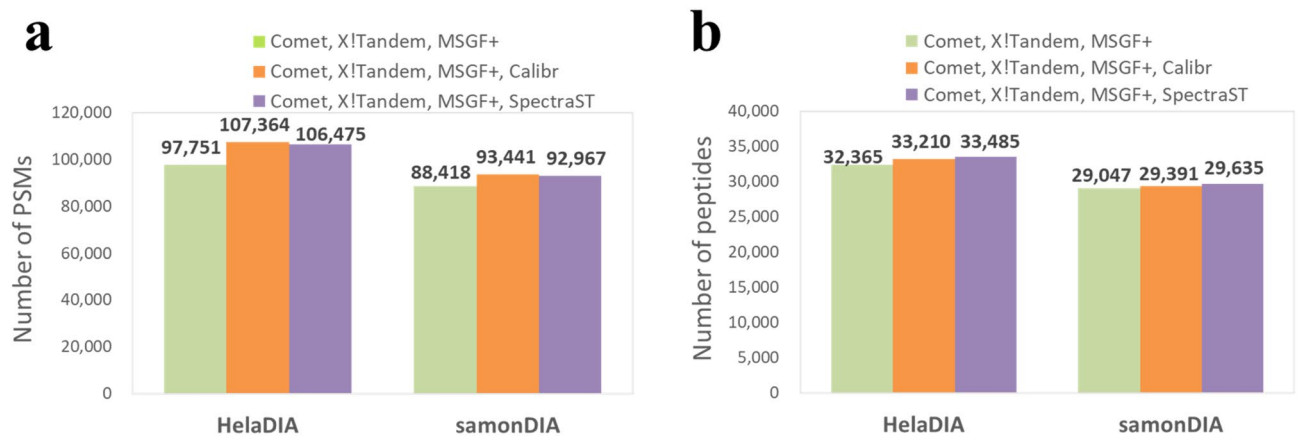 a
Comet, X!Tandem, MSGF+
Comet, X!Tandem, MSGF+, Calibr
Comet, X!Tandem, MSGF+, SpectraST
Number of PSMs
120,000
100,000
80,000
60,000
40,000
20,000
0
97,751
107,364
106,475
88,418
93,441
92,967
HelaDIA
samonDIA
b
Comet, X!Tandem, MSGF+
Comet, X!Tandem, MSGF+, Calibr
Comet, X!Tandem, MSGF+, SpectraST
Number of peptides
40,000
35,000
30,000
25,000
20,000
15,000
10,000
5,000
0
32,365
33,210
33,485
29,047
29,391
29,635
HelaDIA
samonDIA